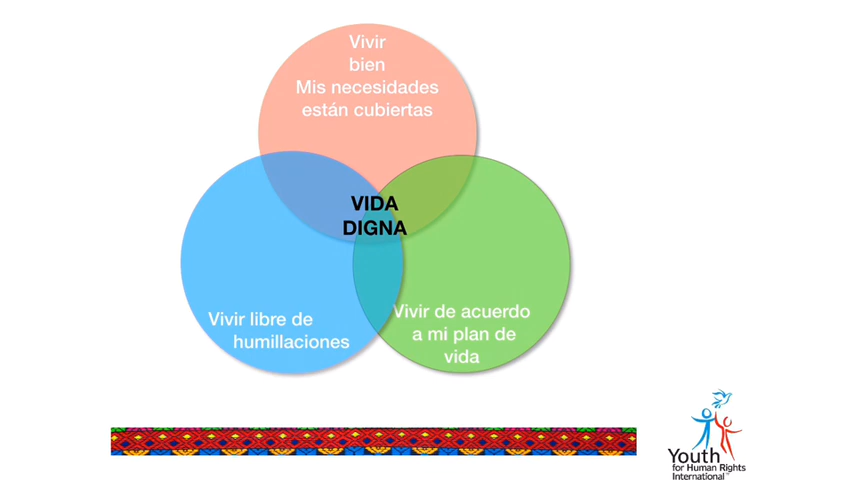 Vivir
bien
Mis necesidades
están cubiertas
VIDA
DIGNA
Vivir libre de
humillaciones
Vivir de acuerdo
a mi plan de
vida
Youth
for Human Rights
International